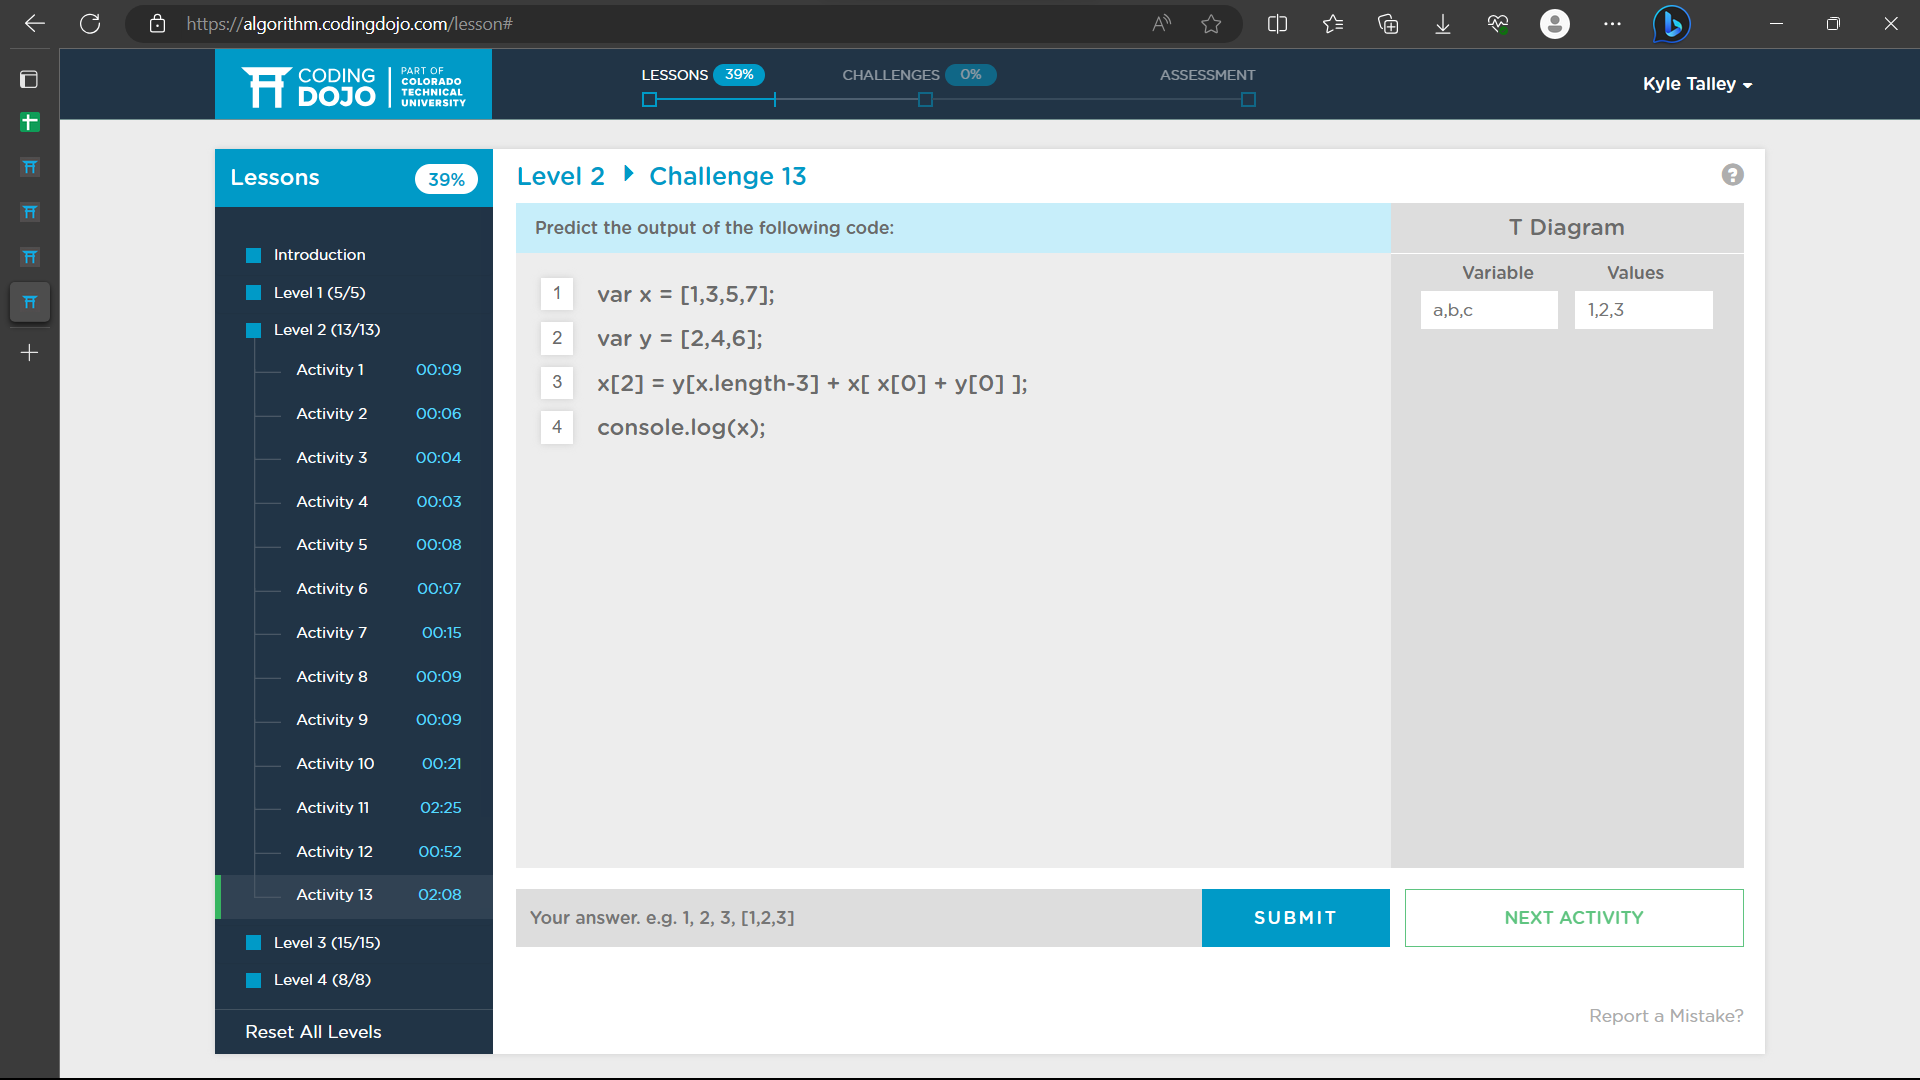 https://algorithm.codingdojo.com/lesson#
CODING DOJO
PART OF COLORADO TECHNICAL UNIVERSITY
LESSONS 39%
CHALLENGES 0%
ASSESSMENT
Kyle Talley
Lessons 39%
Introduction
Level 1 (5/5)
Level 2 (13/13)
Activity 1 00:09
Activity 2 00:06
Activity 3 00:04
Activity 4 00:03
Activity 5 00:08
Activity 6 00:07
Activity 7 00:15
Activity 8 00:09
Activity 9 00:09
Activity 10 00:21
Activity 11 02:25
Activity 12 00:52
Activity 13 02:08
Level 3 (15/15)
Level 4 (8/8)
Reset All Levels
Level 2 Challenge 13
?
Predict the output of the following code:
1 var x = [1,3,5,7];
2 var y = [2,4,6];
3 x[2] = y[x.length-3] + x[ x[0] + y[0] ];
4 console.log(x);
T Diagram
Variable Values
a,b,c 1,2,3
Your answer. e.g. 1, 2, 3, [1,2,3]
SUBMIT
NEXT ACTIVITY
Report a Mistake?